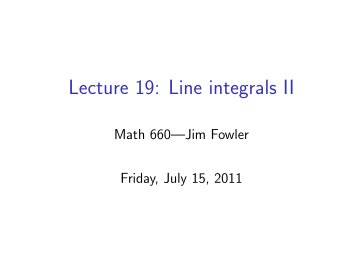 Lecture 19: Line integrals II
Math 660—Jim Fowler
Friday, July 15, 2011